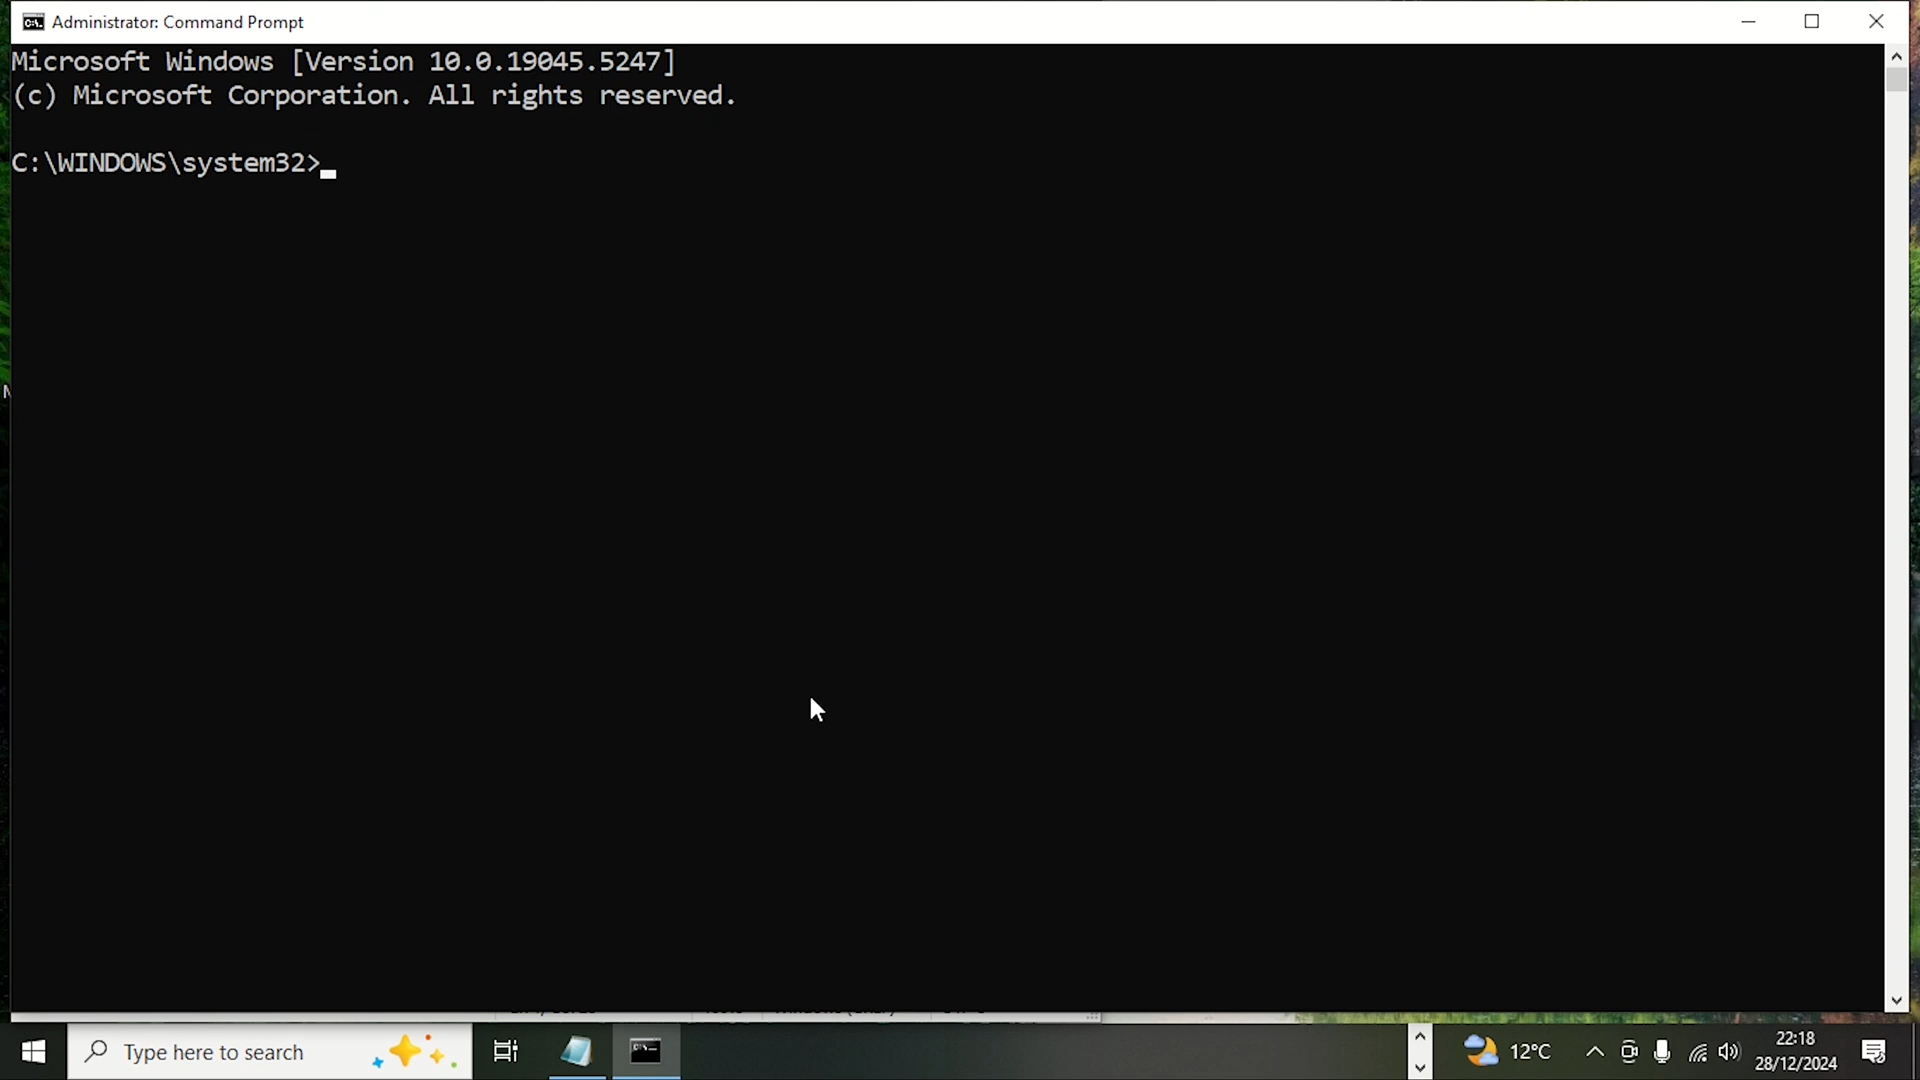 Administrator: Command Prompt
Microsoft Windows [Version 10.0.19045.5247]
(c) Microsoft Corporation. All rights reserved.
C:\WINDOWS\system32>
Type here to search
12°C
22:18
28/12/2024